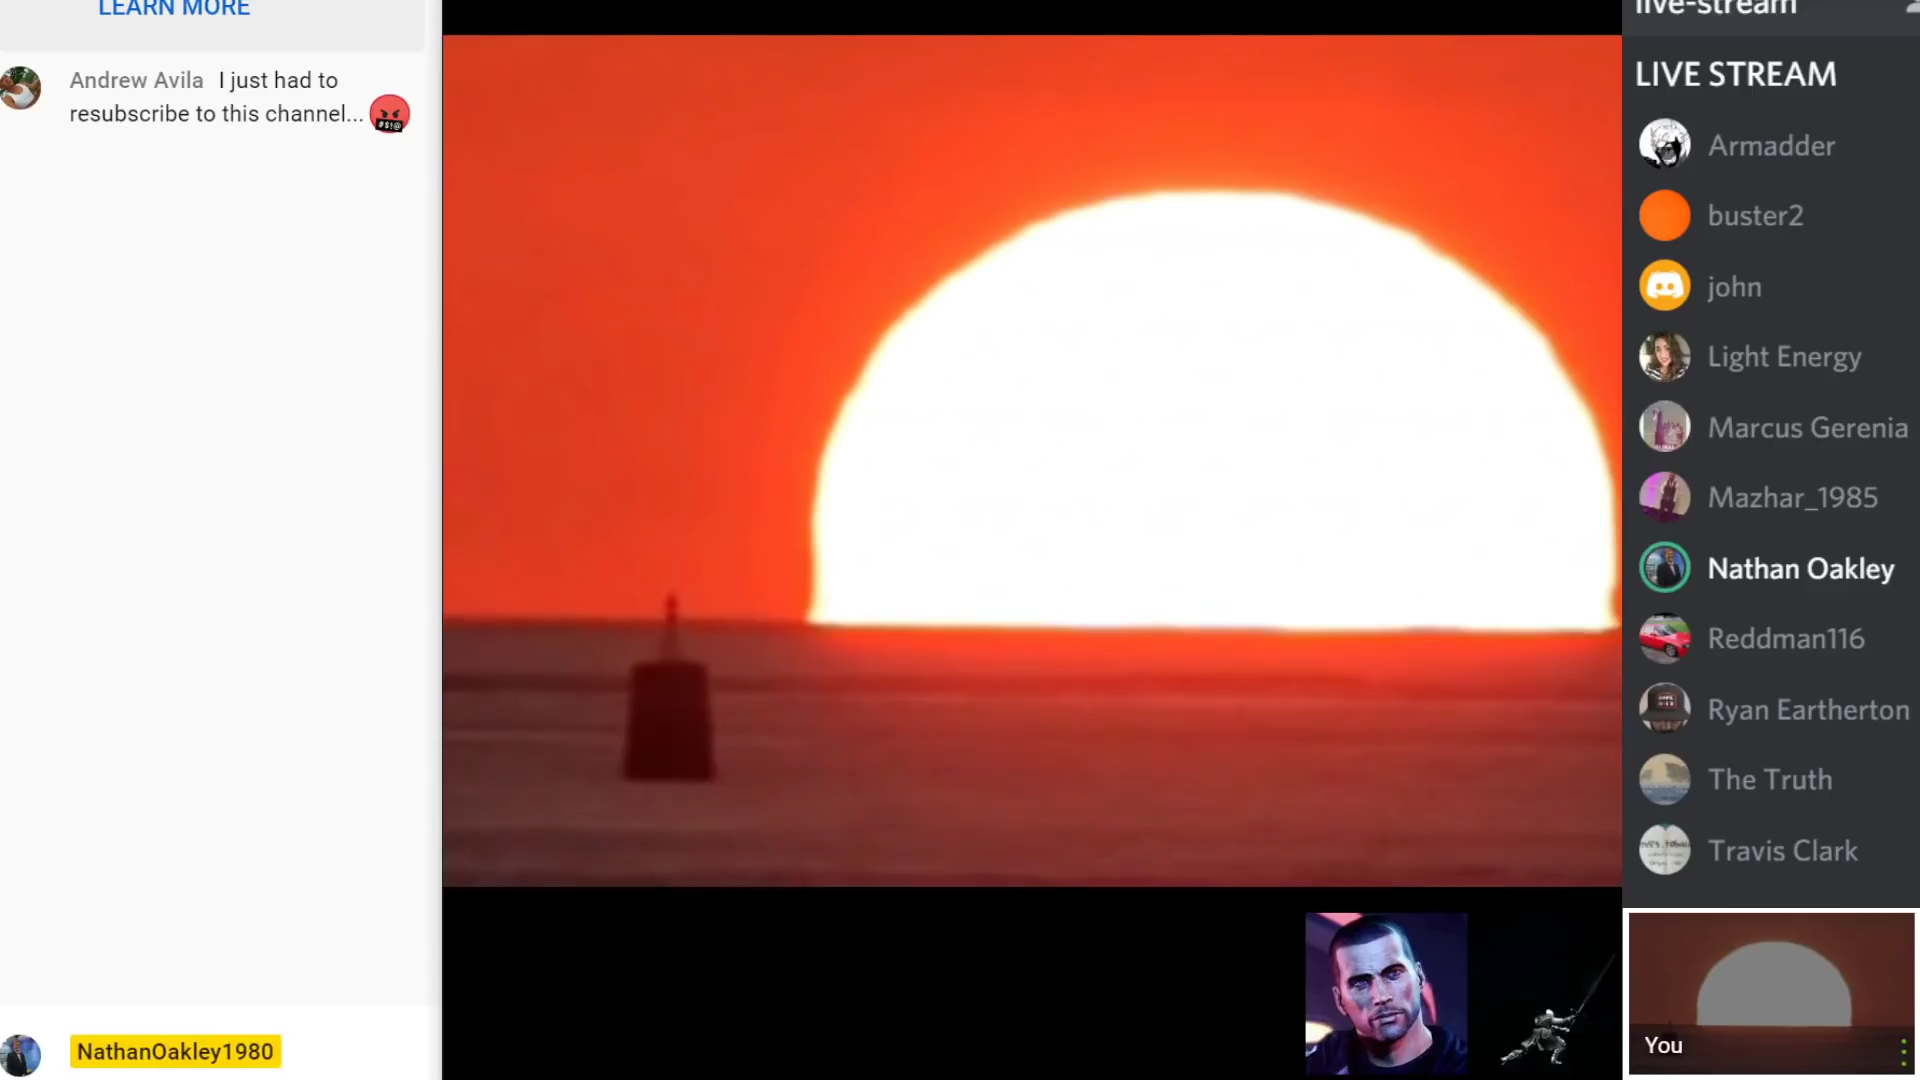 LEARN MORE
Andrew Avila I just had to
resubscribe to this channel...
NathanOakley1980
live-stream
LIVE STREAM
Armadder
buster2
john
Light Energy
Marcus Gerenia
Mazhar_1985
Nathan Oakley
Reddman116
Ryan Eartherton
The Truth
Travis Clark
You